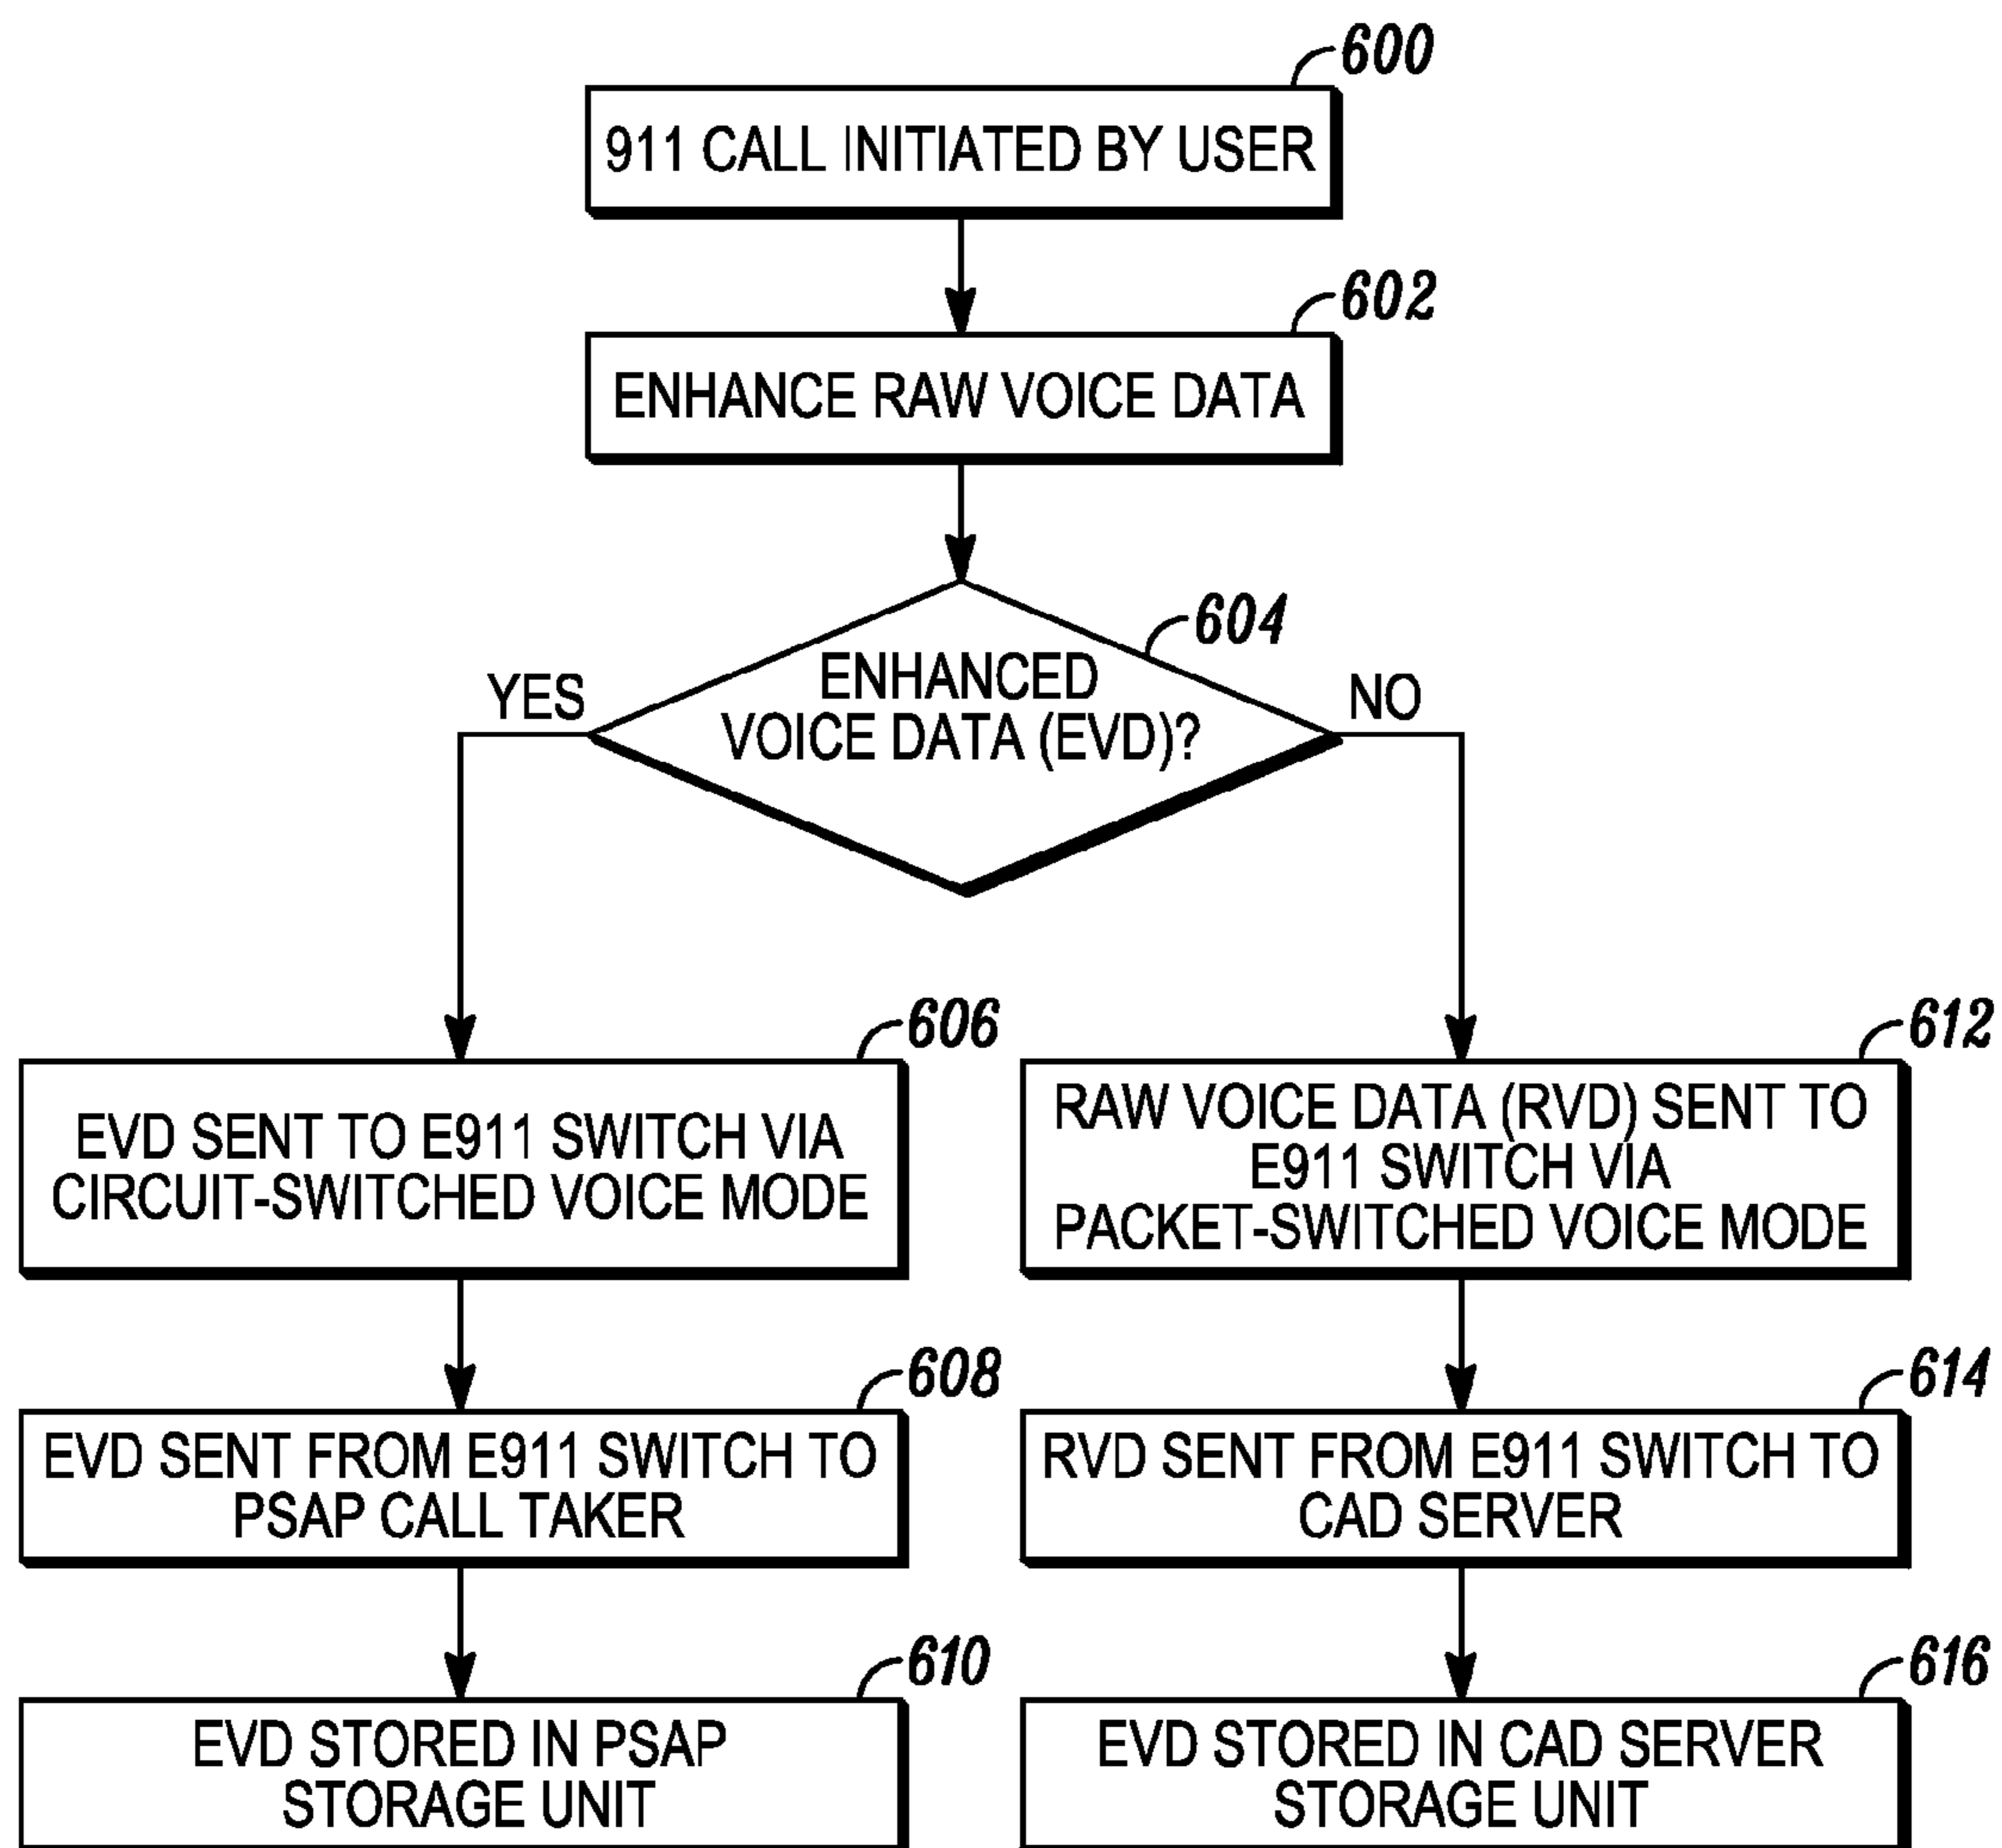 600
911 CALL INITIATED BY USER
602
ENHANCE RAW VOICE DATA
604
ENHANCED
VOICE DATA (EVD)?
YES
NO
606
EVD SENT TO E911 SWITCH VIA
CIRCUIT-SWITCHED VOICE MODE
612
RAW VOICE DATA (RVD) SENT TO
E911 SWITCH VIA
PACKET-SWITCHED VOICE MODE
608
EVD SENT FROM E911 SWITCH TO
PSAP CALL TAKER
614
RVD SENT FROM E911 SWITCH TO
CAD SERVER
610
EVD STORED IN PSAP
STORAGE UNIT
616
EVD STORED IN CAD SERVER
STORAGE UNIT